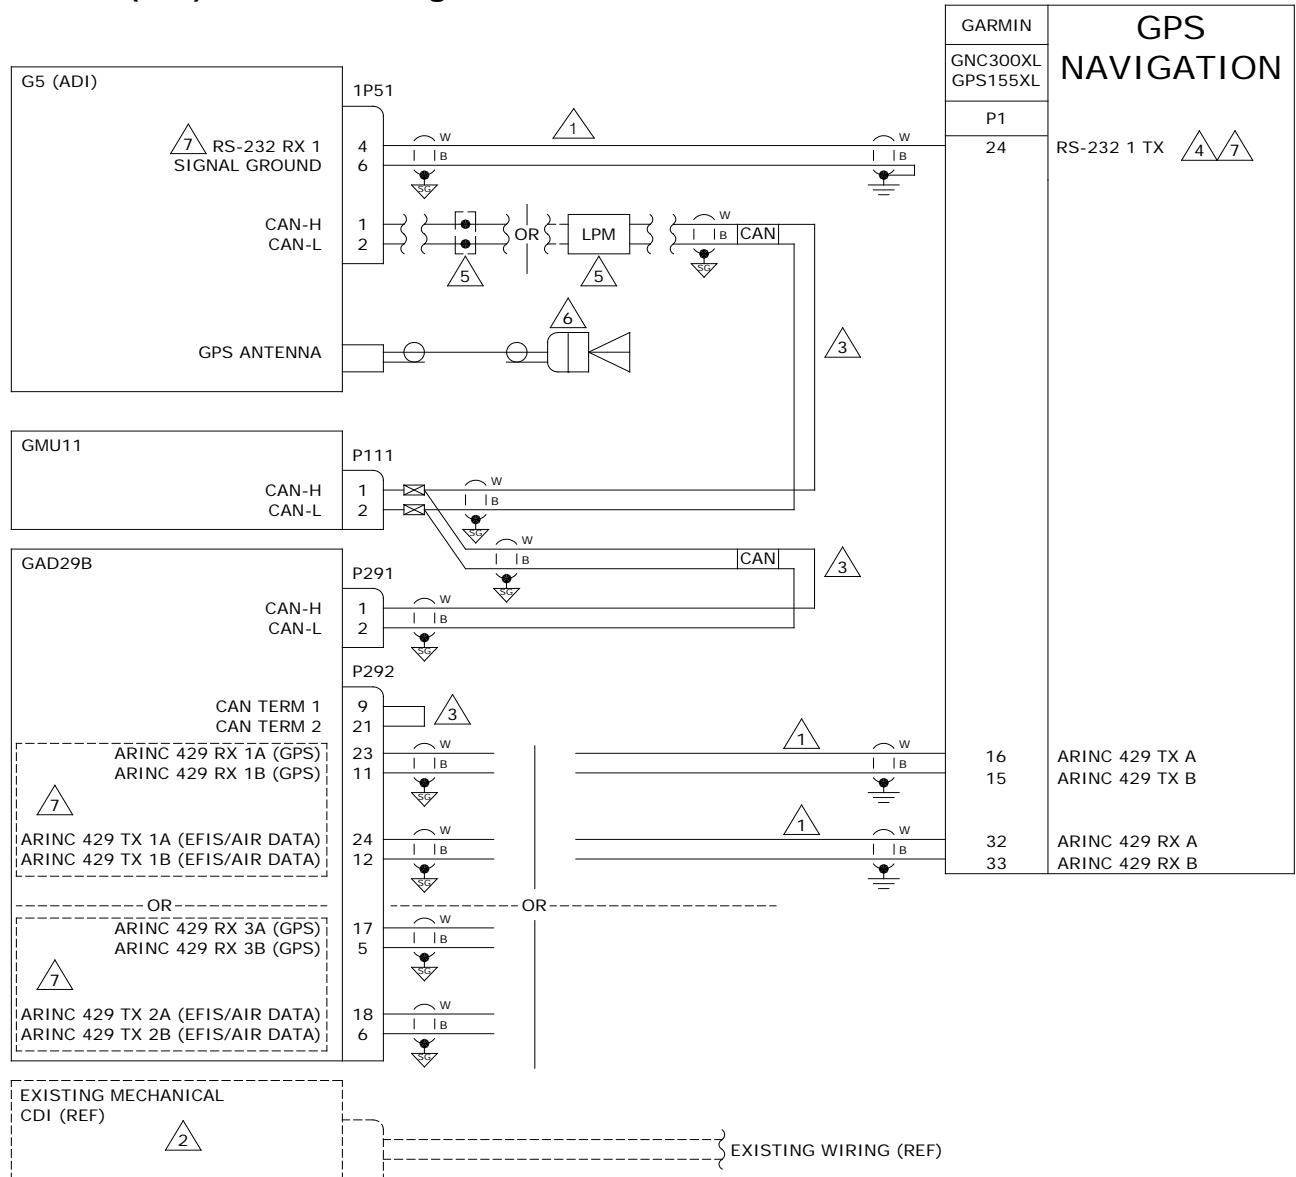 G5 (ADI)
1P51
7 RS-232 RX 1 4
SIGNAL GROUND 6
W
B
SG
1
W
B
CAN-H 1
CAN-L 2
5
OR
LPM
5
W
B
SG
CAN
GPS ANTENNA
6
3
GARMIN
GNC300XL
GPS155XL
P1
GPS
NAVIGATION
24 RS-232 1 TX 4 7
GMU11
P111
CAN-H 1
CAN-L 2
W
B
SG
W
B
SG
CAN
3
GAD29B
P291
CAN-H 1
CAN-L 2
W
B
SG
P292
CAN TERM 1 9
CAN TERM 2 21
3
ARINC 429 RX 1A (GPS) 23
ARINC 429 RX 1B (GPS) 11
W
B
SG
1
W
B
16 ARINC 429 TX A
15 ARINC 429 TX B
7
ARINC 429 TX 1A (EFIS/AIR DATA) 24
ARINC 429 TX 1B (EFIS/AIR DATA) 12
W
B
SG
1
W
B
32 ARINC 429 RX A
33 ARINC 429 RX B
OR
OR
ARINC 429 RX 3A (GPS) 17
ARINC 429 RX 3B (GPS) 5
W
B
SG
7
ARINC 429 TX 2A (EFIS/AIR DATA) 18
ARINC 429 TX 2B (EFIS/AIR DATA) 6
W
B
SG
EXISTING MECHANICAL
CDI (REF)
2
EXISTING WIRING (REF)